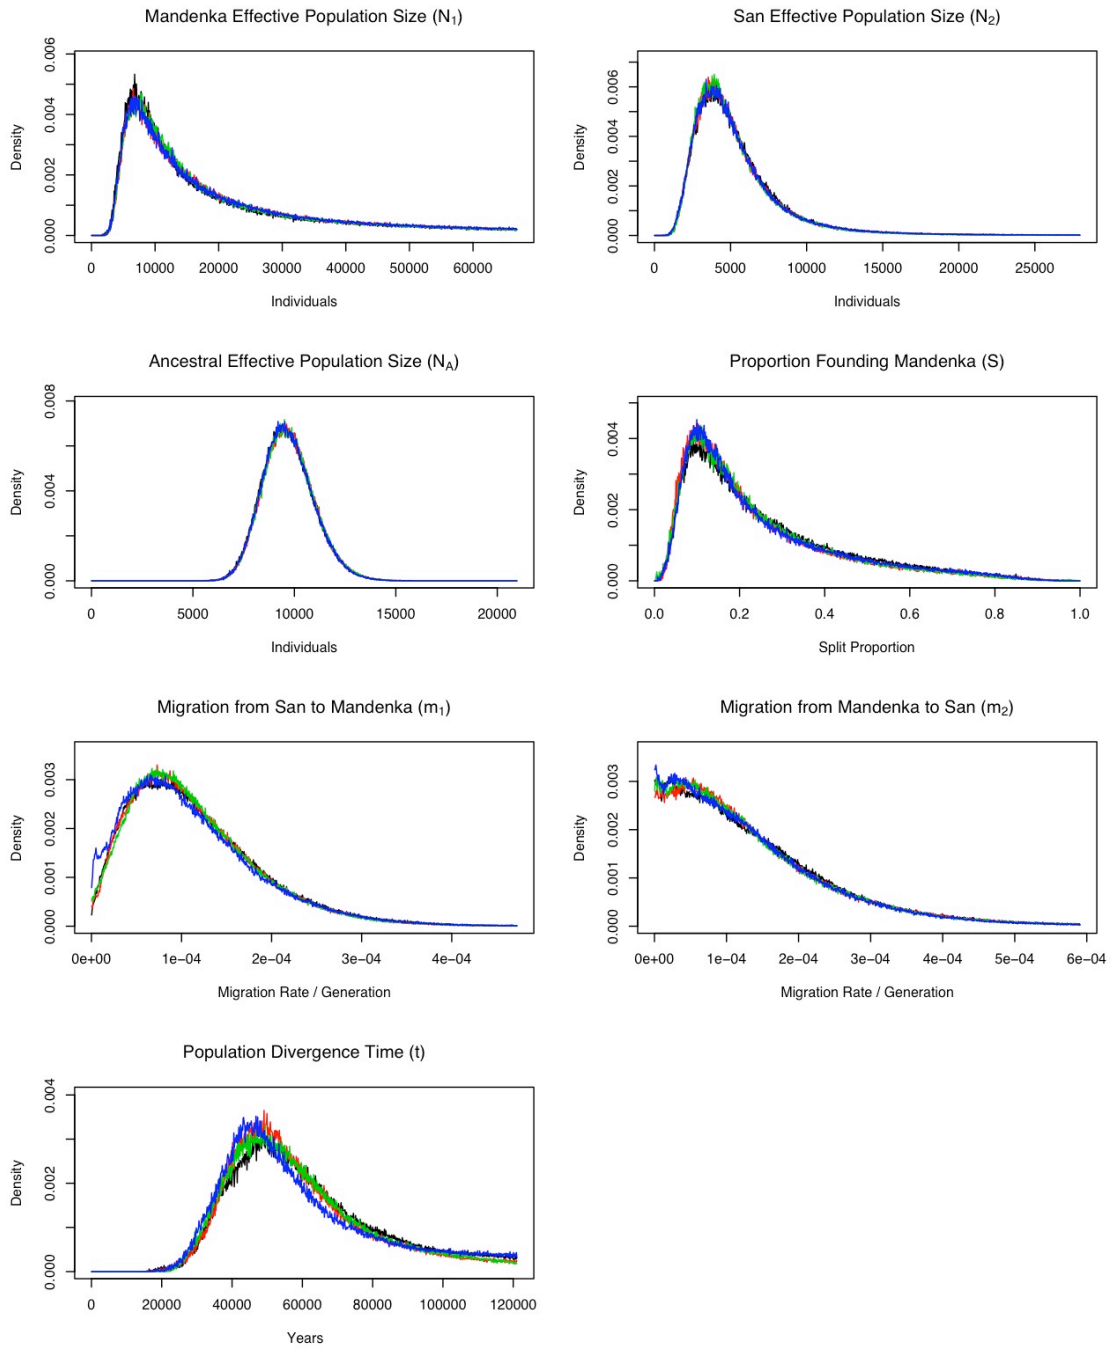 Mandenka Effective Population Size (N1)
Density
0.000 0.002 0.004 0.006
0 10000 20000 30000 40000 50000 60000
Individuals
San Effective Population Size (N2)
Density
0.000 0.002 0.004 0.006
0 5000 10000 15000 20000 25000
Individuals
Ancestral Effective Population Size (NA)
Density
0.000 0.004 0.008
0 5000 10000 15000 20000
Individuals
Proportion Founding Mandenka (S)
Density
0.000 0.002 0.004
0.0 0.2 0.4 0.6 0.8 1.0
Split Proportion
Migration from San to Mandenka (m1)
Density
0.000 0.001 0.002 0.003
0e+00 1e−04 2e−04 3e−04 4e−04
Migration Rate / Generation
Migration from Mandenka to San (m2)
Density
0.000 0.001 0.002 0.003
0e+00 1e−04 2e−04 3e−04 4e−04 5e−04 6e−04
Migration Rate / Generation
Population Divergence Time (t)
Density
0.000 0.002 0.004
0 20000 40000 60000 80000 100000 120000
Years